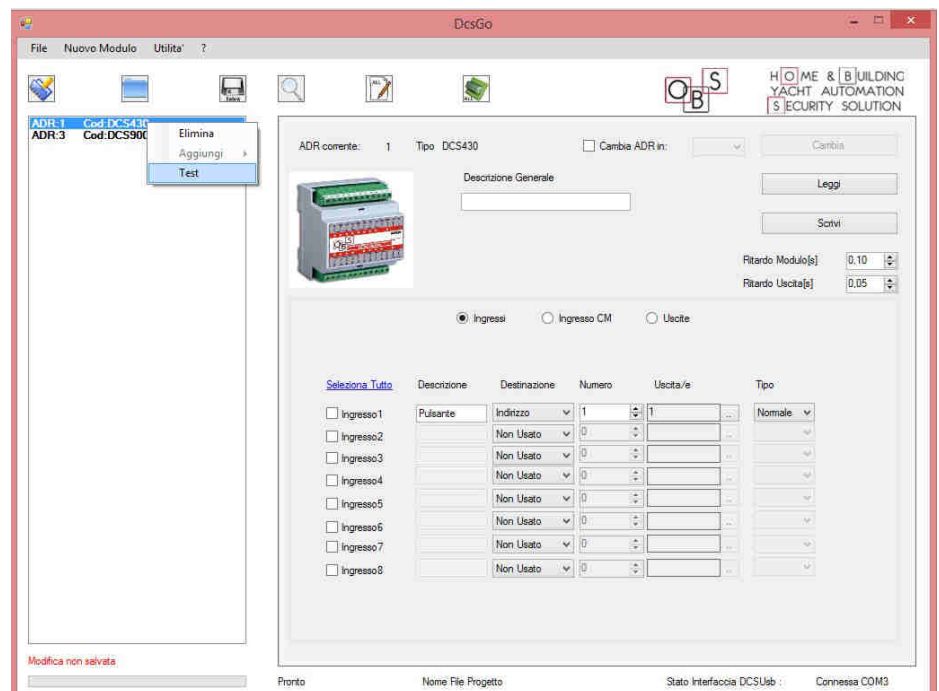 DcsGo
File Nuovo Modulo Utilita' ?
Salva ALL ALL
OBS
HOME & BUILDING
YACHT AUTOMATION
SECURITY SOLUTION
ADR:1 Cod:DCS430
ADR:3 Cod:DCS900
Elimina
Aggiungi
Test
ADR corrente: 1 Tipo DCS430 Cambia ADR in: Cambia
Descrizione Generale
Leggi
Scrivi
Ritardo Modulo[s] 0,10
Ritardo Uscita[s] 0,05
Ingressi Ingresso CM Uscite
Seleziona Tutto Descrizione Destinazione Numero Uscita/e Tipo
Ingresso1 Pulsante Indirizzo 1 1 .. Normale
Ingresso2 Non Usato 0 ..
Ingresso3 Non Usato 0 ..
Ingresso4 Non Usato 0 ..
Ingresso5 Non Usato 0 ..
Ingresso6 Non Usato 0 ..
Ingresso7 Non Usato 0 ..
Ingresso8 Non Usato 0 ..
Modifica non salvata
Pronto Nome File Progetto Stato Interfaccia DCSUsb : Connessa COM3